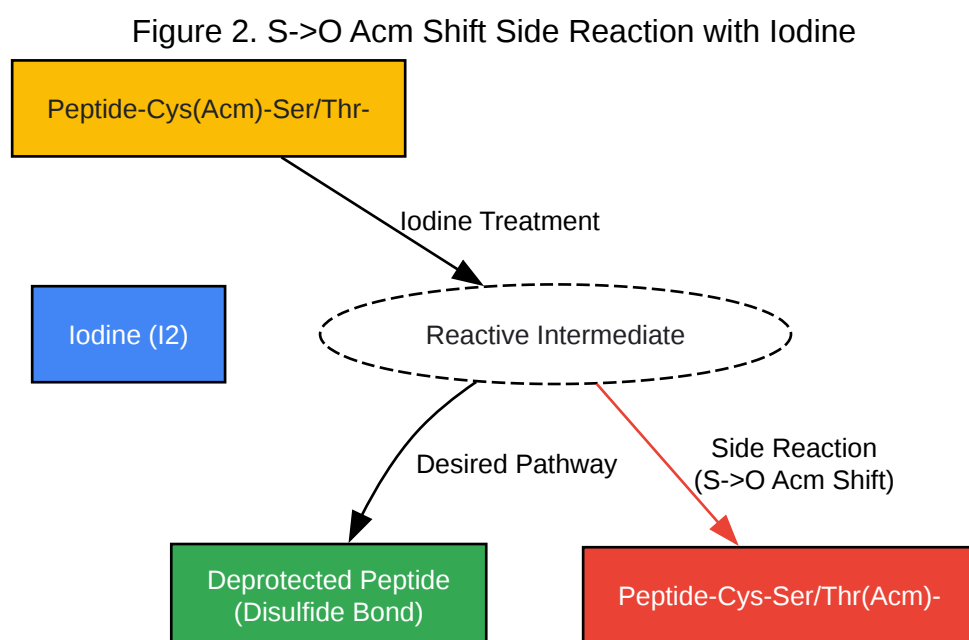 Figure 2. S->O Acm Shift Side Reaction with Iodine
Peptide-Cys(Acm)-Ser/Thr-
Iodine Treatment
Iodine (I2)
Reactive Intermediate
Desired Pathway
Side Reaction
(S->O Acm Shift)
Deprotected Peptide
(Disulfide Bond)
Peptide-Cys-Ser/Thr(Acm)-